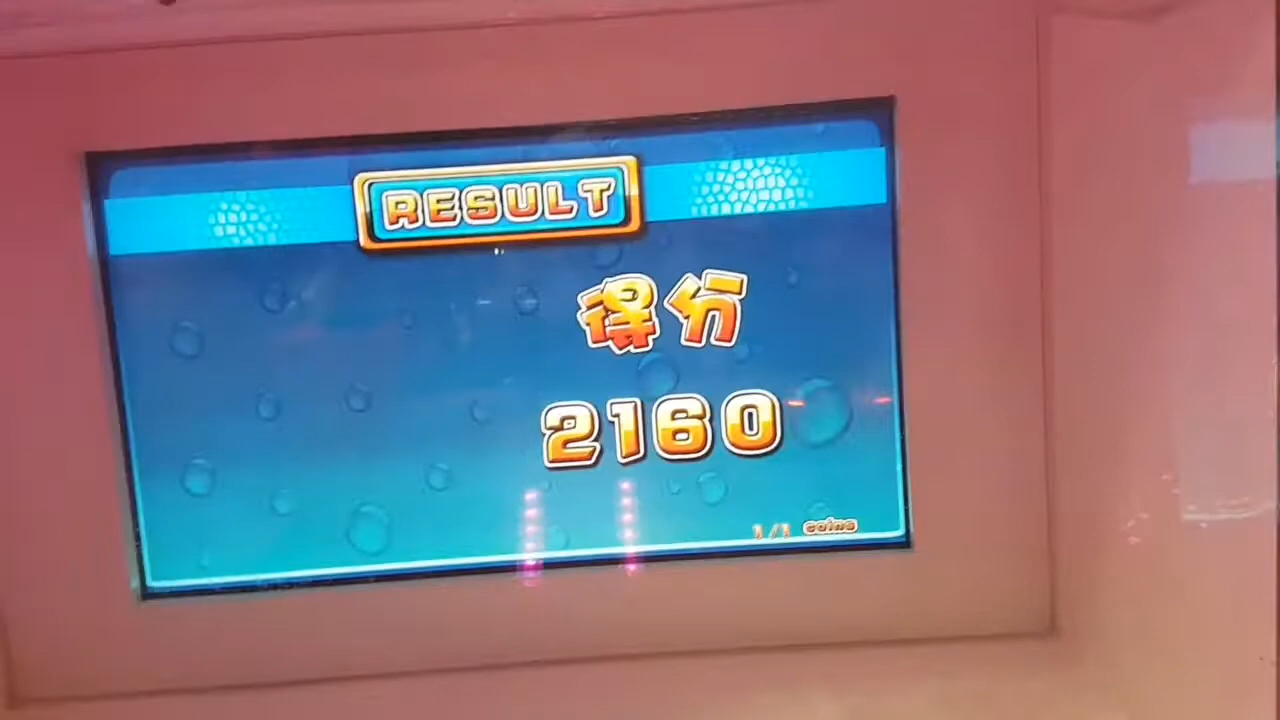 RESULT
得分
2160
1/1 coins